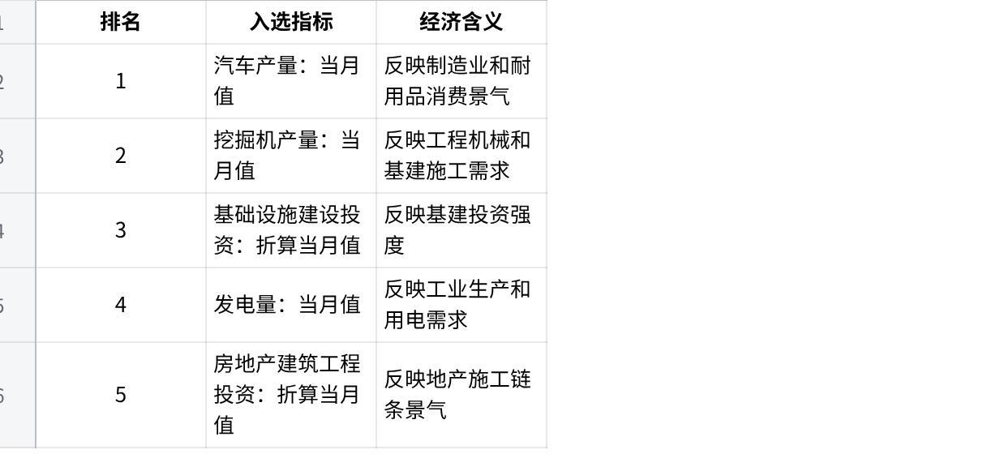 排名 入选指标 经济含义
1 汽车产量：当月 反映制造业和耐
值 用品消费景气
2 挖掘机产量：当 反映工程机械和
月值 基建施工需求
3 基础设施建设投 反映基建投资强
资：折算当月值 度
4 发电量：当月值 反映工业生产和
用电需求
5 房地产建筑工程 反映地产施工链
投资：折算当月 条景气
值